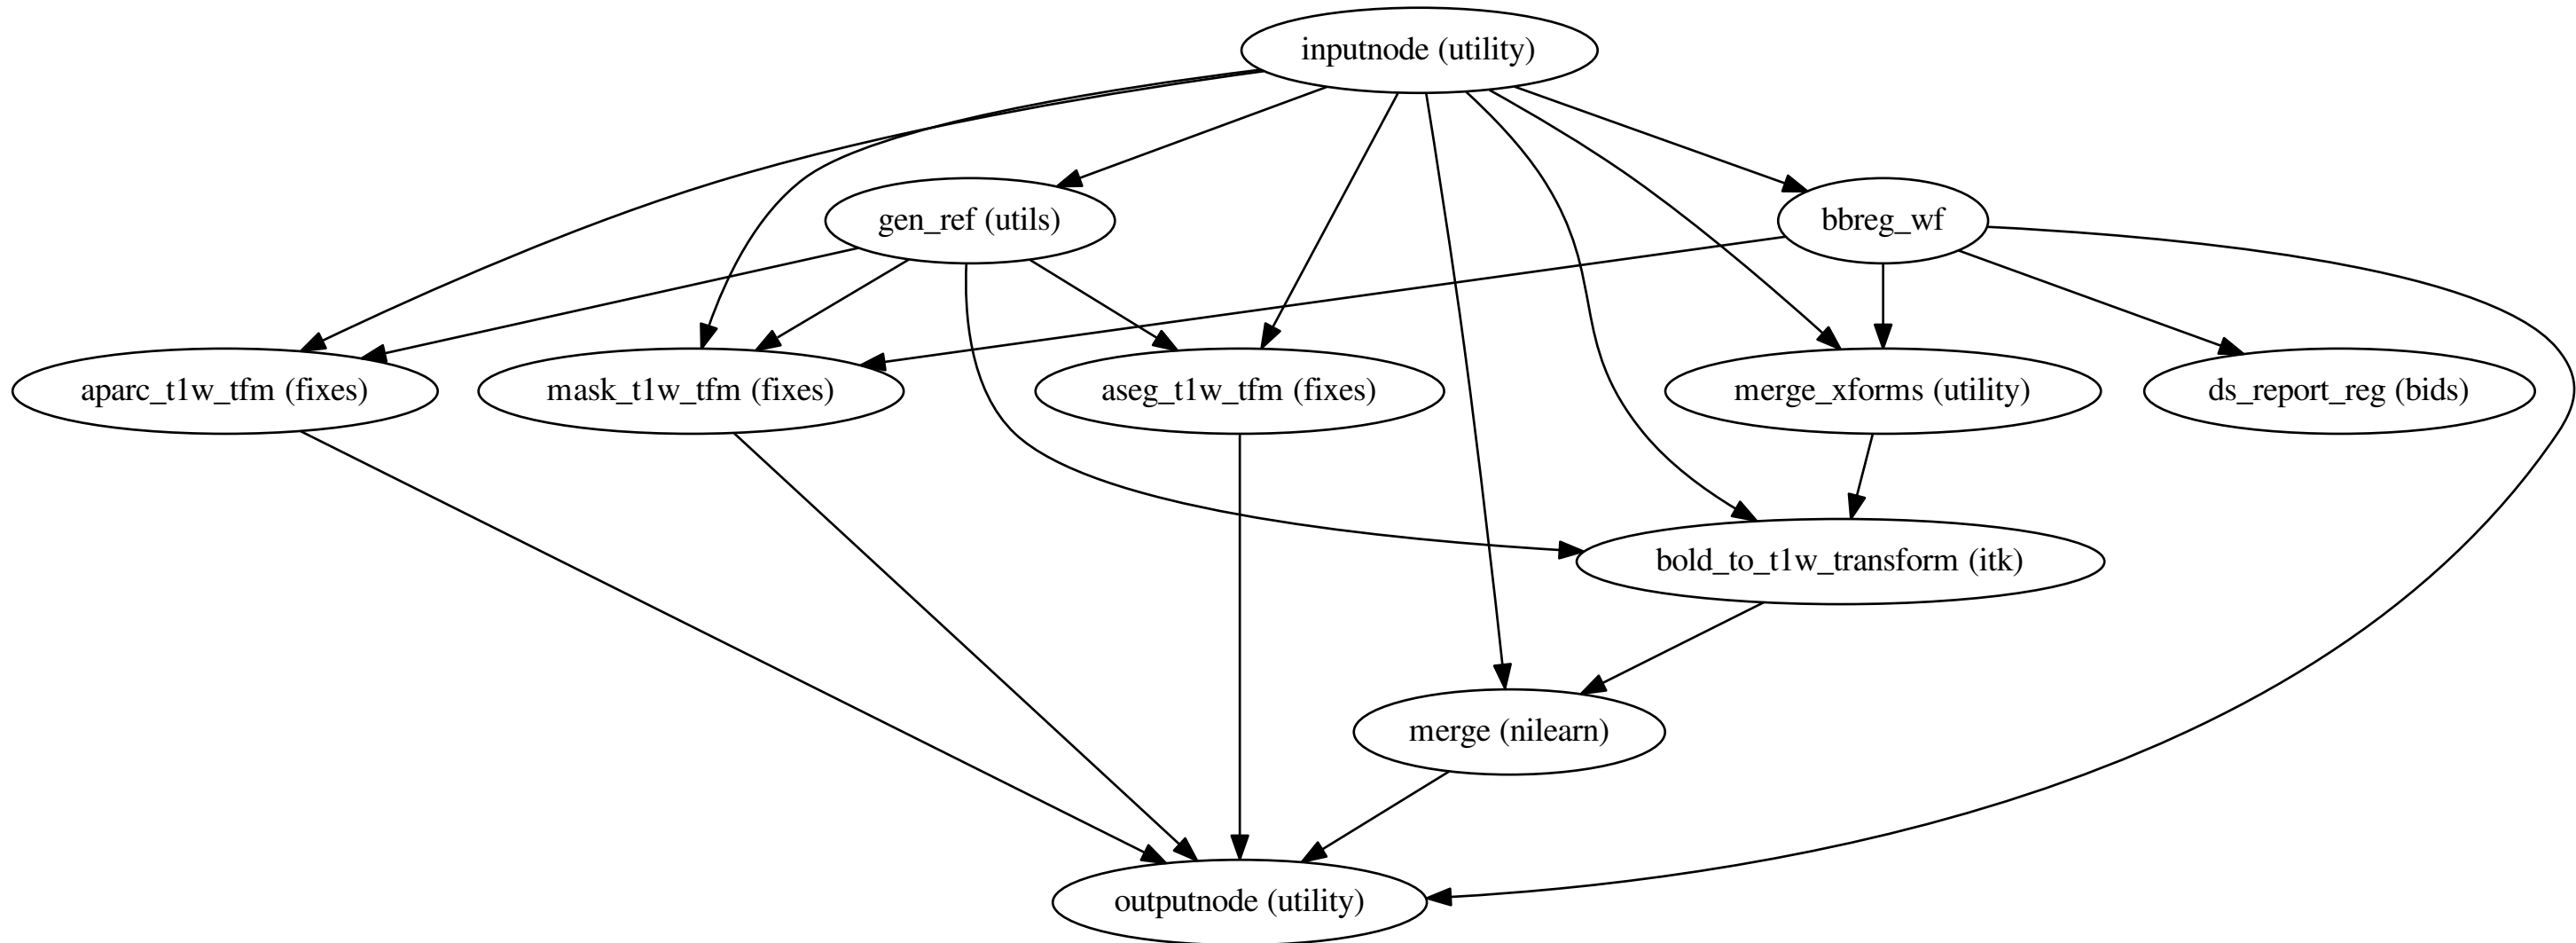 inputnode (utility)
gen_ref (utils)
bbreg_wf
aparc_t1w_tfm (fixes)
mask_t1w_tfm (fixes)
aseg_t1w_tfm (fixes)
merge_xforms (utility)
ds_report_reg (bids)
bold_to_t1w_transform (itk)
merge (nilearn)
outputnode (utility)